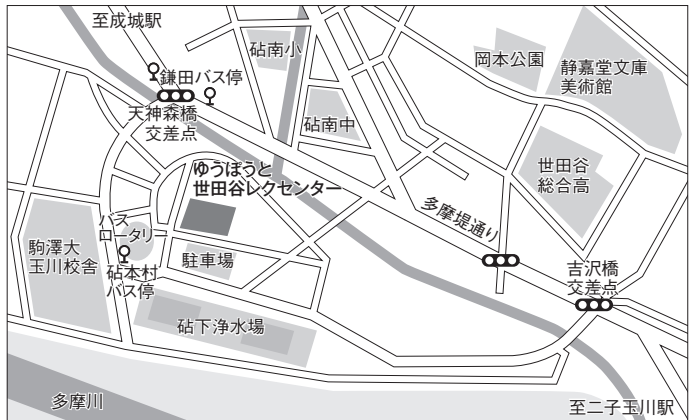 至成城駅
砧南小
岡本公園
静嘉堂文庫
美術館
鎌田バス停
天神森橋
交差点
砧南中
ゆうぽうと
世田谷レクセンター
世田谷
総合高
多摩堤通り
バス
ロータリー
駒澤大
玉川校舎
砧本村
バス停
駐車場
吉沢橋
交差点
砧下浄水場
多摩川
至二子玉川駅